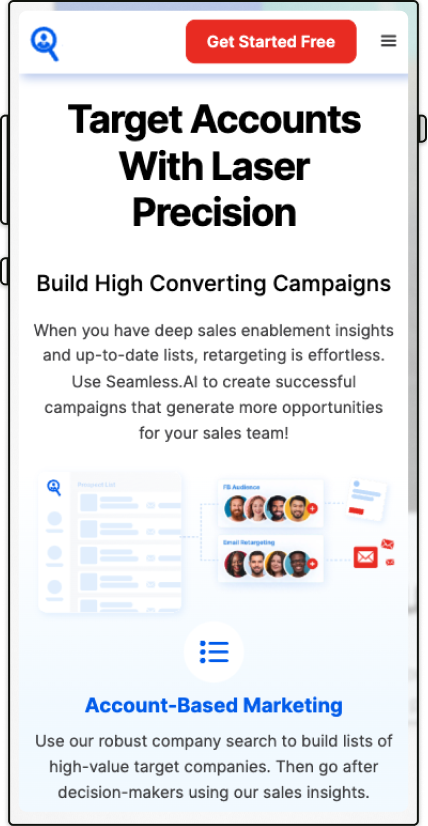 Get Started Free
Target Accounts
With Laser
Precision
Build High Converting Campaigns
When you have deep sales enablement insights
and up-to-date lists, retargeting is effortless.
Use Seamless.AI to create successful
campaigns that generate more opportunities
for your sales team!
Prospect List
FB Audience
Email Retargeting
Account-Based Marketing
Use our robust company search to build lists of
high-value target companies. Then go after
decision-makers using our sales insights.